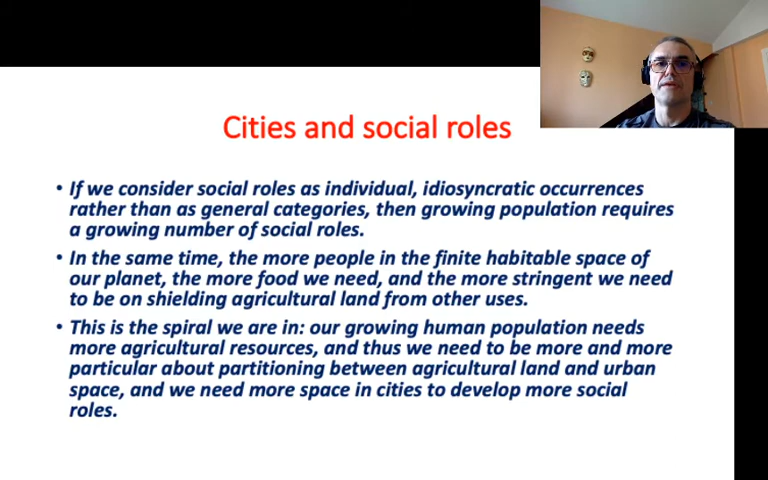 Cities and social roles
• If we consider social roles as individual, idiosyncratic occurrences
rather than as general categories, then growing population requires
a growing number of social roles.
• In the same time, the more people in the finite habitable space of
our planet, the more food we need, and the more stringent we need
to be on shielding agricultural land from other uses.
• This is the spiral we are in: our growing human population needs
more agricultural resources, and thus we need to be more and more
particular about partitioning between agricultural land and urban
space, and we need more space in cities to develop more social
roles.